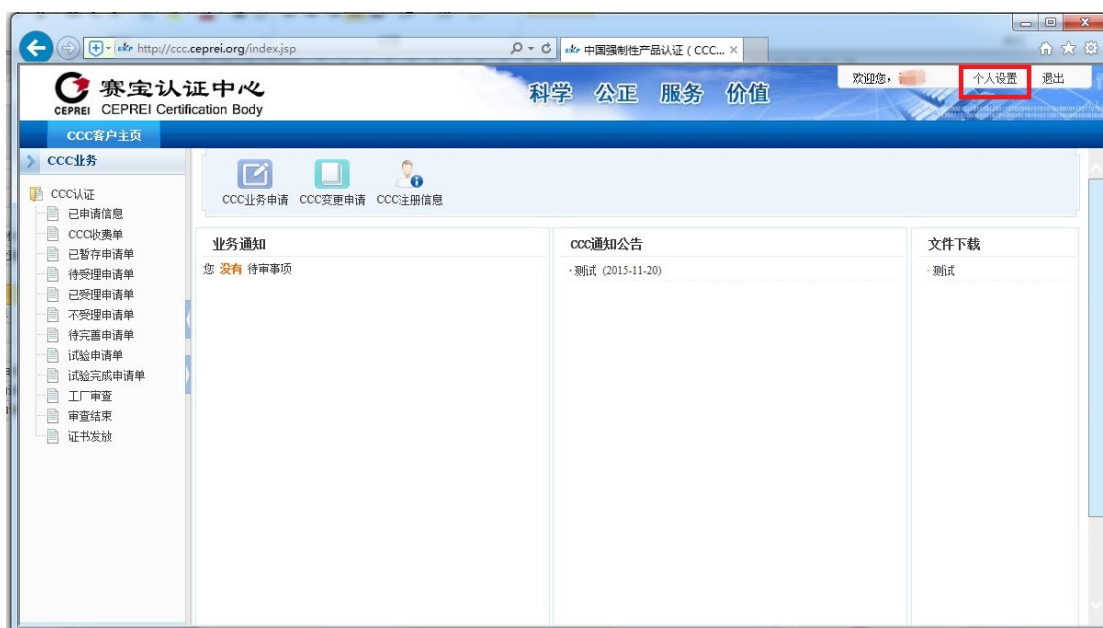 http://ccc.ceprei.org/index.jsp
中国强制性产品认证 ( CCC...
赛宝认证中心
CEPREI
CEPREI Certification Body
科学 公正 服务 价值
欢迎您，
个人设置
退出
CCC客户主页
CCC业务
CCC认证
已申请信息
CCC收费单
已暂存申请单
待受理申请单
已受理申请单
不受理申请单
待完善申请单
试验申请单
试验完成申请单
工厂审查
审查结束
证书发放
CCC业务申请
CCC变更申请
CCC注册信息
业务通知
您 没有 待审事项
ccc通知公告
·测试 (2015-11-20)
文件下载
·测试